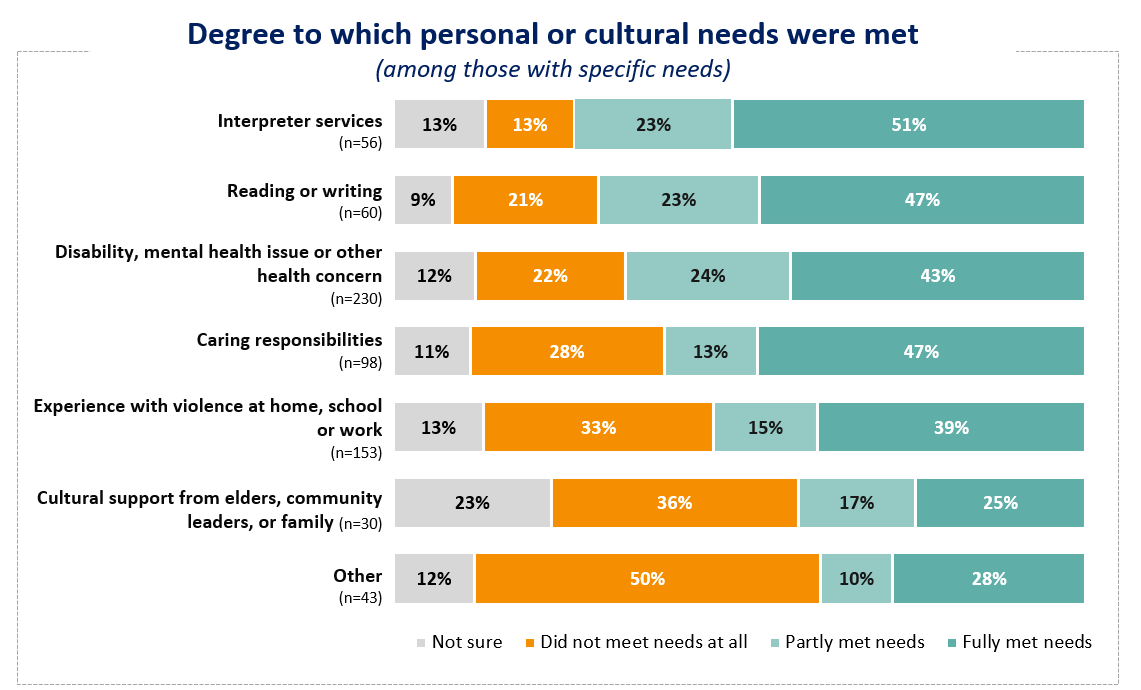 Degree to which personal or cultural needs were met
(among those with specific needs)
Interpreter services
(n=56)
13% 13% 23% 51%
Reading or writing
(n=60)
9% 21% 23% 47%
Disability, mental health issue or other
health concern
(n=230)
12% 22% 24% 43%
Caring responsibilities
(n=98)
11% 28% 13% 47%
Experience with violence at home, school
or work
(n=153)
13% 33% 15% 39%
Cultural support from elders, community
leaders, or family (n=30)
23% 36% 17% 25%
Other
(n=43)
12% 50% 10% 28%
Not sure Did not meet needs at all Partly met needs Fully met needs